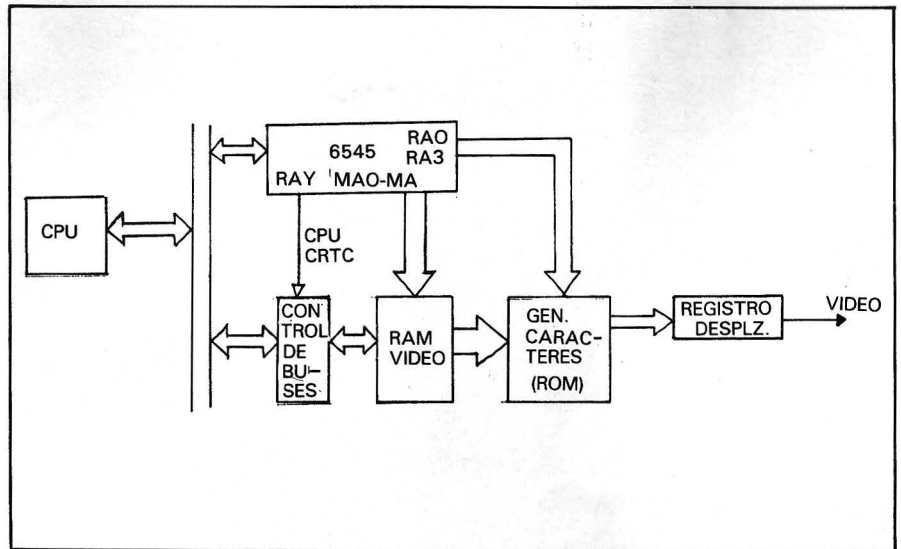 6545
RAO
RA3
RAY MAO-MA
CPU
CPU
CRTC
CON
TROL
DE
BU-
SES
RAM
VIDEO
GEN.
CARAC-
TERES
(ROM)
REGISTRO
DESPLZ.
VIDEO